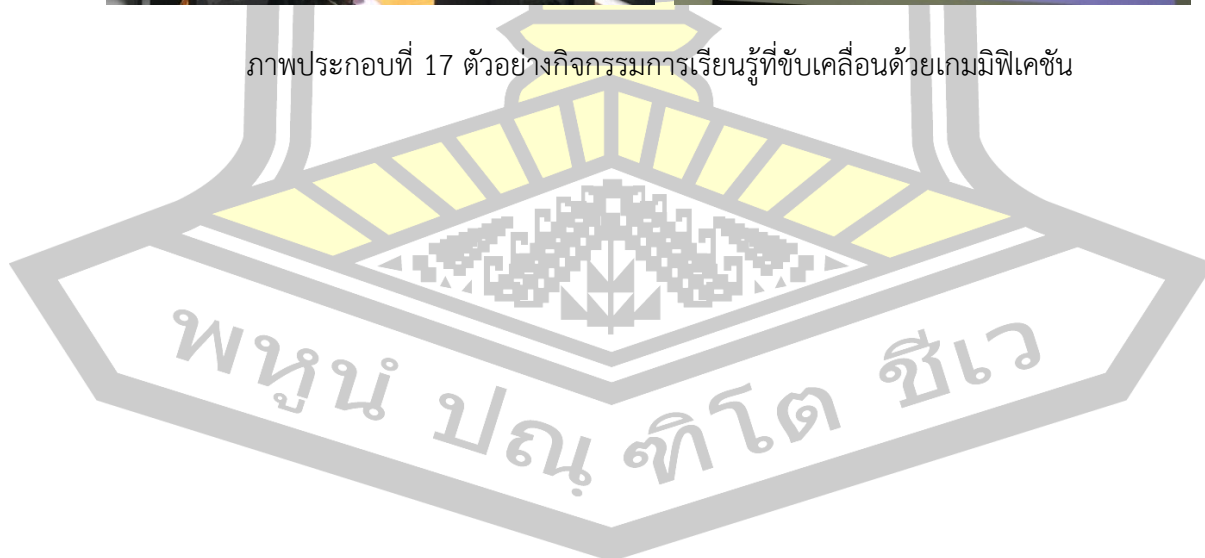 ภาพประกอบที่ 17 ตัวอย่างกิจกรรมการเรียนรู้ที่ขับเคลื่อนด้วยเกมมิฟิเคชัน
พหูนํ ปณฺฑิโต ชีเว